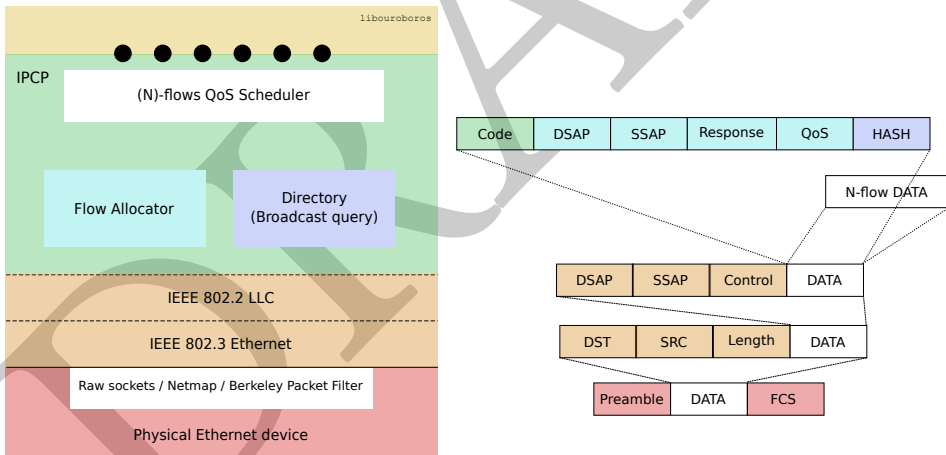 libouroboros
IPCP
(N)-flows QoS Scheduler
Flow Allocator
Directory
(Broadcast query)
IEEE 802.2 LLC
IEEE 802.3 Ethernet
Raw sockets / Netmap / Berkeley Packet Filter
Physical Ethernet device
Code DSAP SSAP Response QoS HASH
N-flow DATA
DSAP SSAP Control DATA
DST SRC Length DATA
Preamble DATA FCS